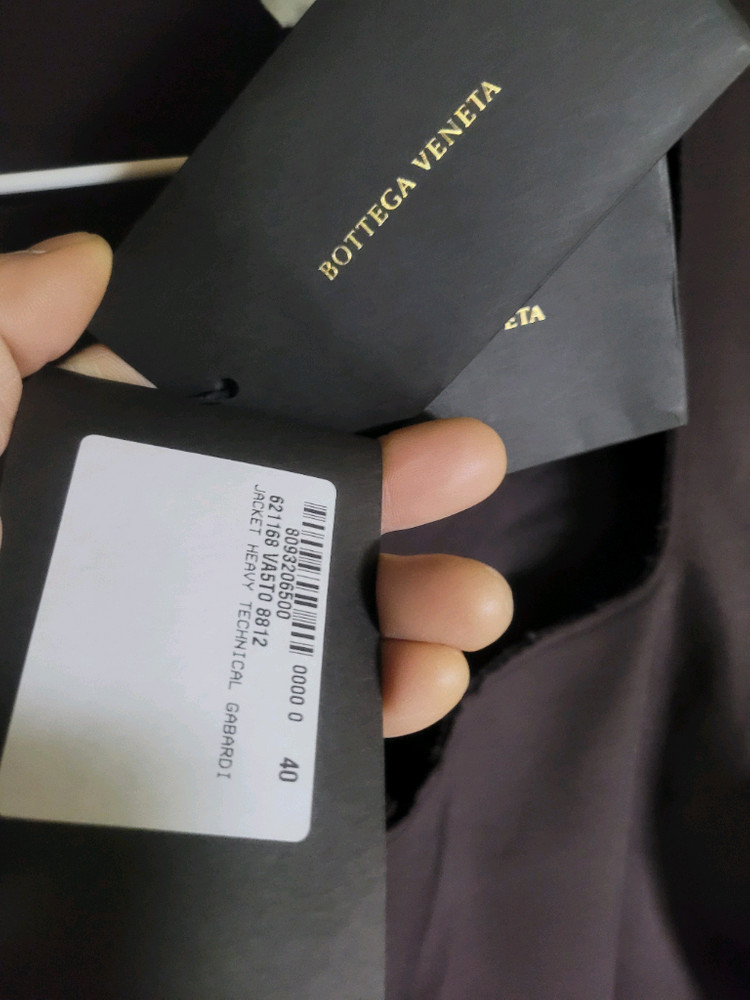 BOTTEGA VENETA
ETA
8093206500 0000 0 40
621168 VA5T0 8812
JACKET HEAVY TECHNICAL GABARDI